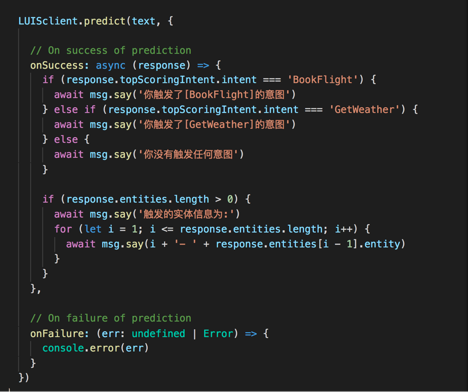 LUISclient.predict(text, {

  // On success of prediction
  onSuccess: async (response) => {
    if (response.topScoringIntent.intent === 'BookFlight') {
      await msg.say('你触发了[BookFlight]的意图')
    } else if (response.topScoringIntent.intent === 'GetWeather') {
      await msg.say('你触发了[GetWeather]的意图')
    } else {
      await msg.say('你没有触发任何意图')
    }

    if (response.entities.length > 0) {
      await msg.say('触发的实体信息为:')
      for (let i = 1; i <= response.entities.length; i++) {
        await msg.say(i + '- ' + response.entities[i - 1].entity)
      }
    }
  },

  // On failure of prediction
  onFailure: (err: undefined | Error) => {
    console.error(err)
  }
})